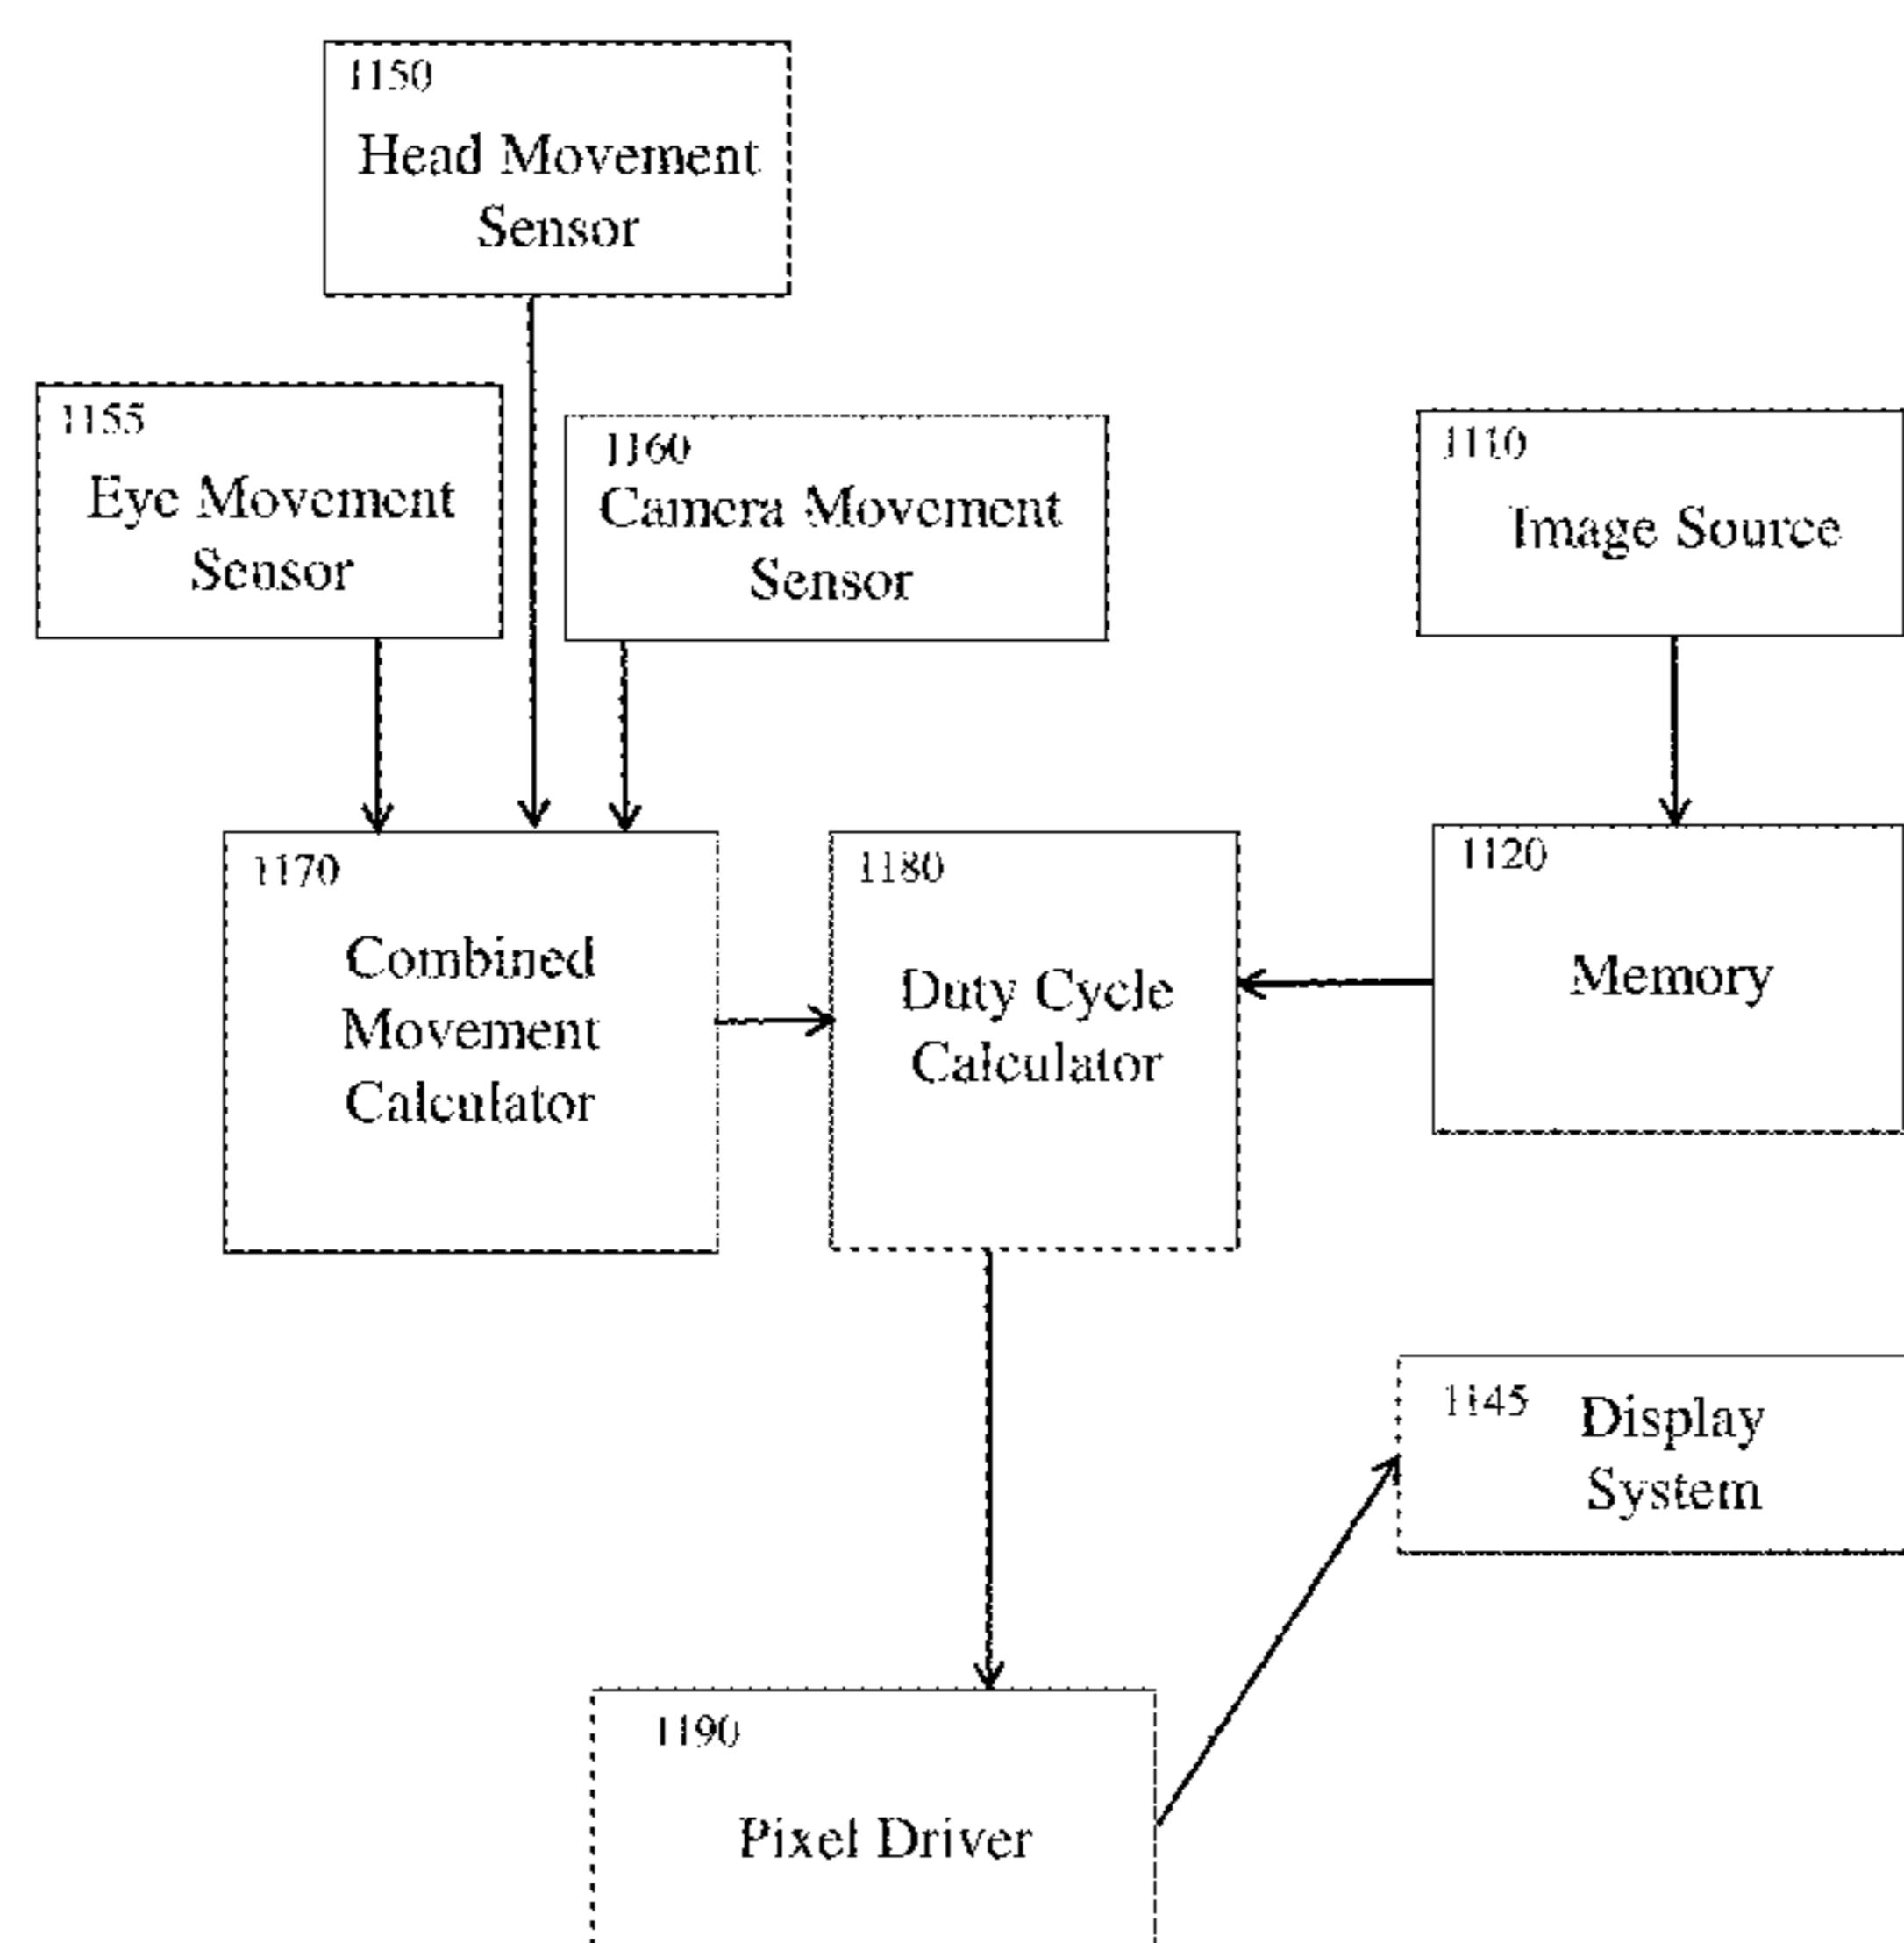 1150
Head Movement
Sensor
1155
Eye Movement
Sensor
1160
Camera Movement
Sensor
1110
Image Source
1170
Combined
Movement
Calculator
1180
Duty Cycle
Calculator
1120
Memory
1145 Display
System
1190
Pixel Driver